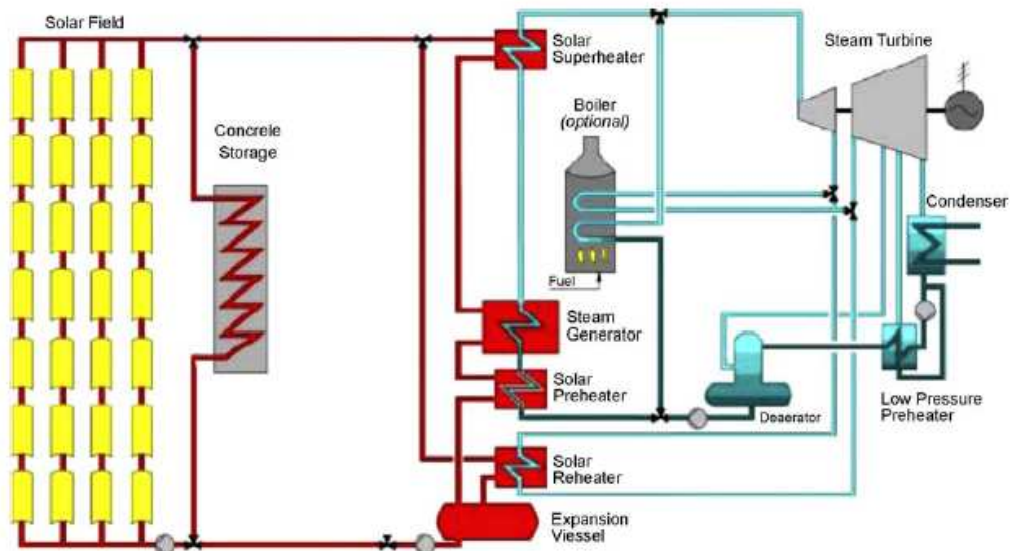 Solar Field
Solar
Superheater
Steam Turbine
Boiler
(optional)
Concrele
Storage
Condenser
Fuel
Steam
Generator
Solar
Preheater
Deaerator
Low Pressure
Preheater
Solar
Reheater
Expansion
Viessel